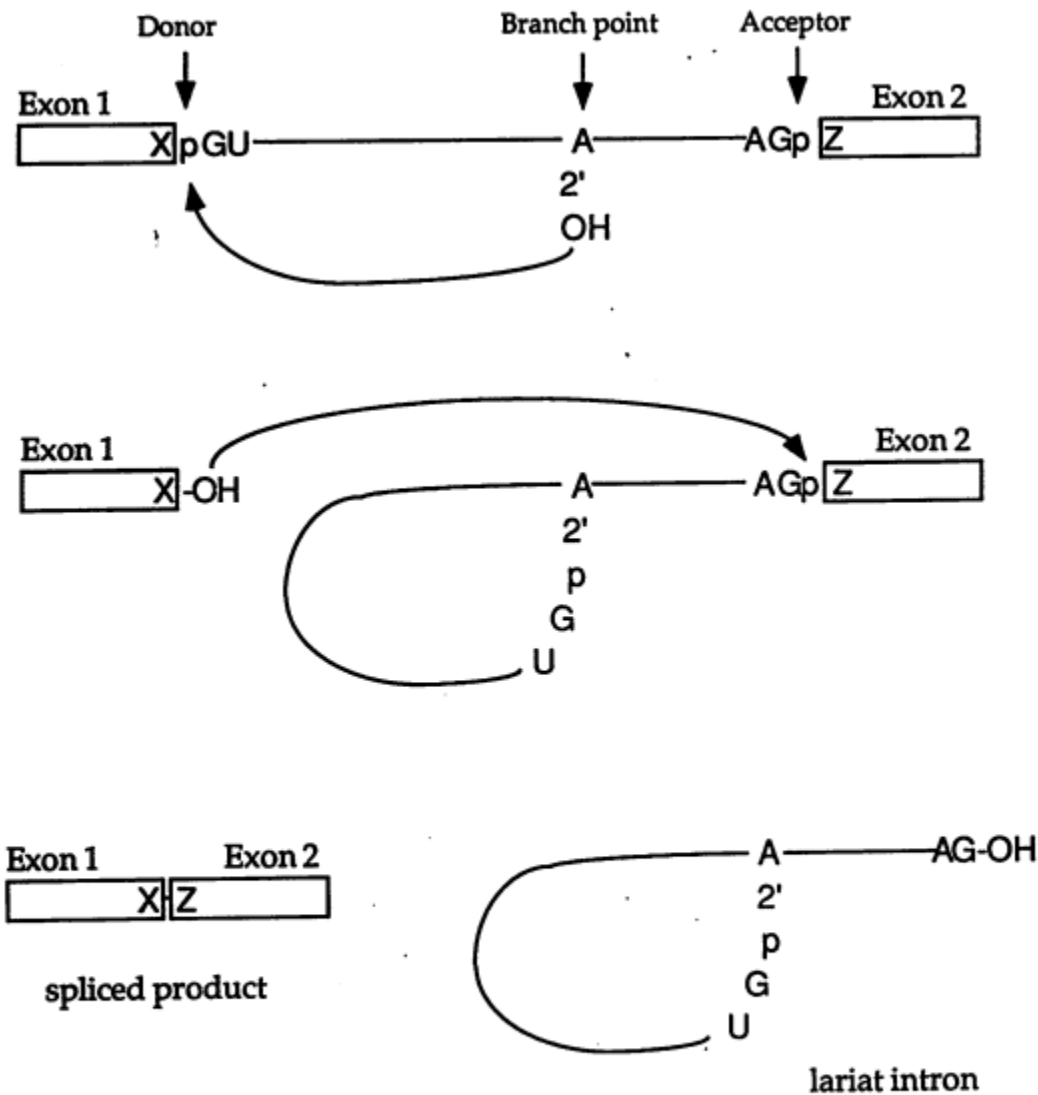 Donor Branch point Acceptor
Exon 1 Exon 2
X p GU A AGp Z
2'
OH
Exon 1 Exon 2
X -OH A AGp Z
2'
p
G
U
Exon 1 Exon 2 A AG-OH
X Z 2'
p
spliced product G
U
lariat intron